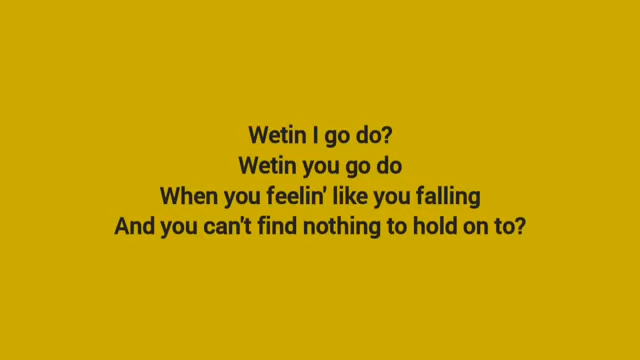 Wetin I go do?
Wetin you go do
When you feelin' like you falling
And you can't find nothing to hold on to?